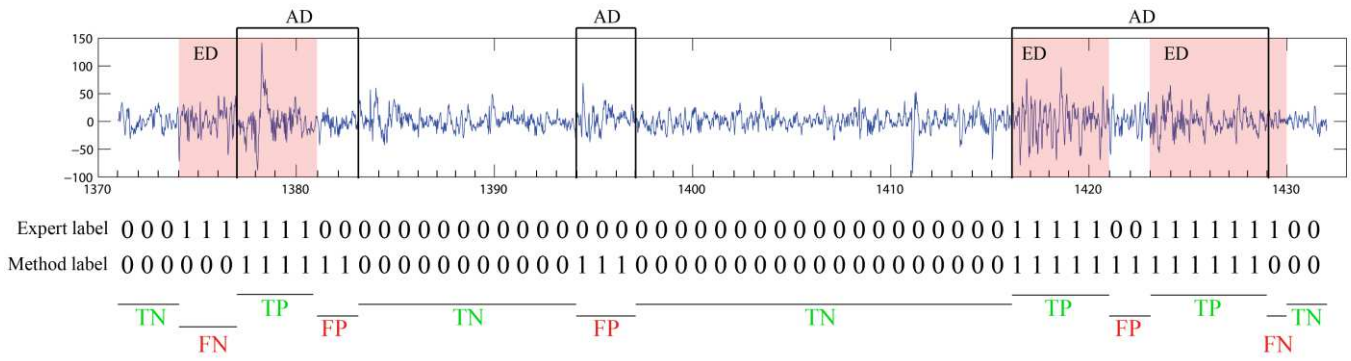 AD AD AD
ED ED ED
150
100
50
0
−50
−100
1370 1380 1390 1400 1410 1420 1430
Expert label 0 0 0 1 1 1 1 1 1 1 0 0 0 0 0 0 0 0 0 0 0 0 0 0 0 0 0 0 0 0 0 0 0 0 0 0 0 0 0 0 0 0 0 0 0 1 1 1 1 1 0 0 1 1 1 1 1 1 1 0 0
Method label 0 0 0 0 0 0 1 1 1 1 1 1 0 0 0 0 0 0 0 0 0 0 0 1 1 1 0 0 0 0 0 0 0 0 0 0 0 0 0 0 0 0 0 0 0 1 1 1 1 1 1 1 1 1 1 1 1 1 0 0 0
TN TP FP TN FP TN TP FP TP TN
FN FN